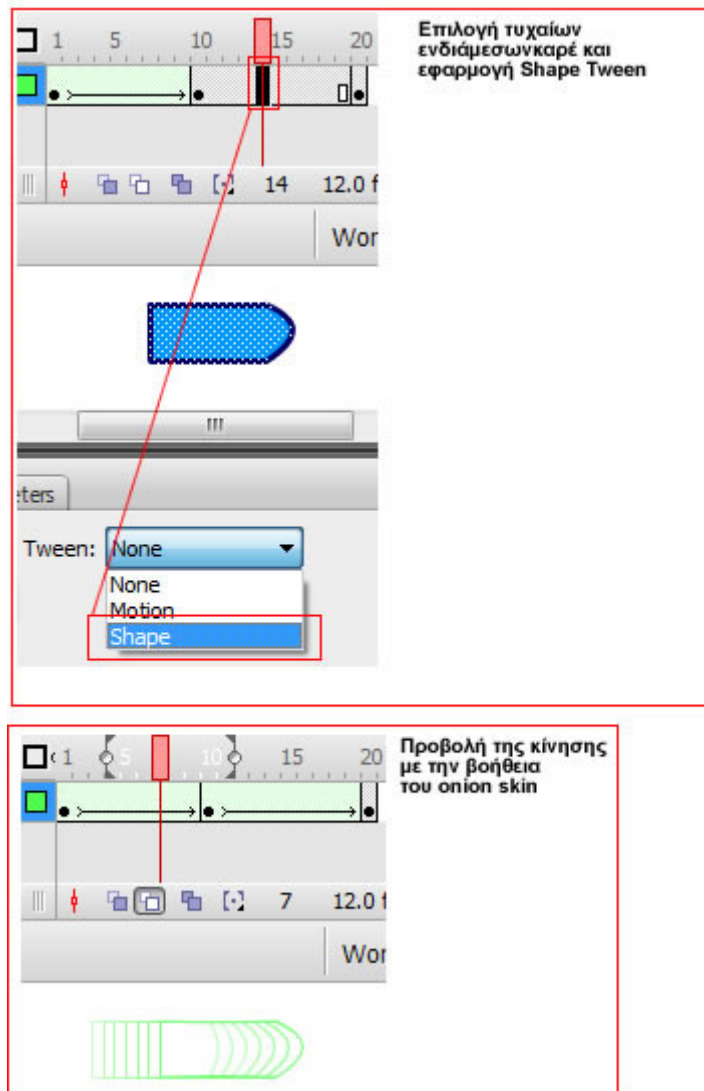 1 5 10 15 20
Επιλογή τυχαίων
ενδιάμεσωνκαρέ και
εφαρμογή Shape Tween
14 12.0 f
Wor
eters
Tween: None
None
Motion
Shape
1 5 10 15 20
Προβολή της κίνησης
με την βοήθεια
του onion skin
7 12.0 f
Wor